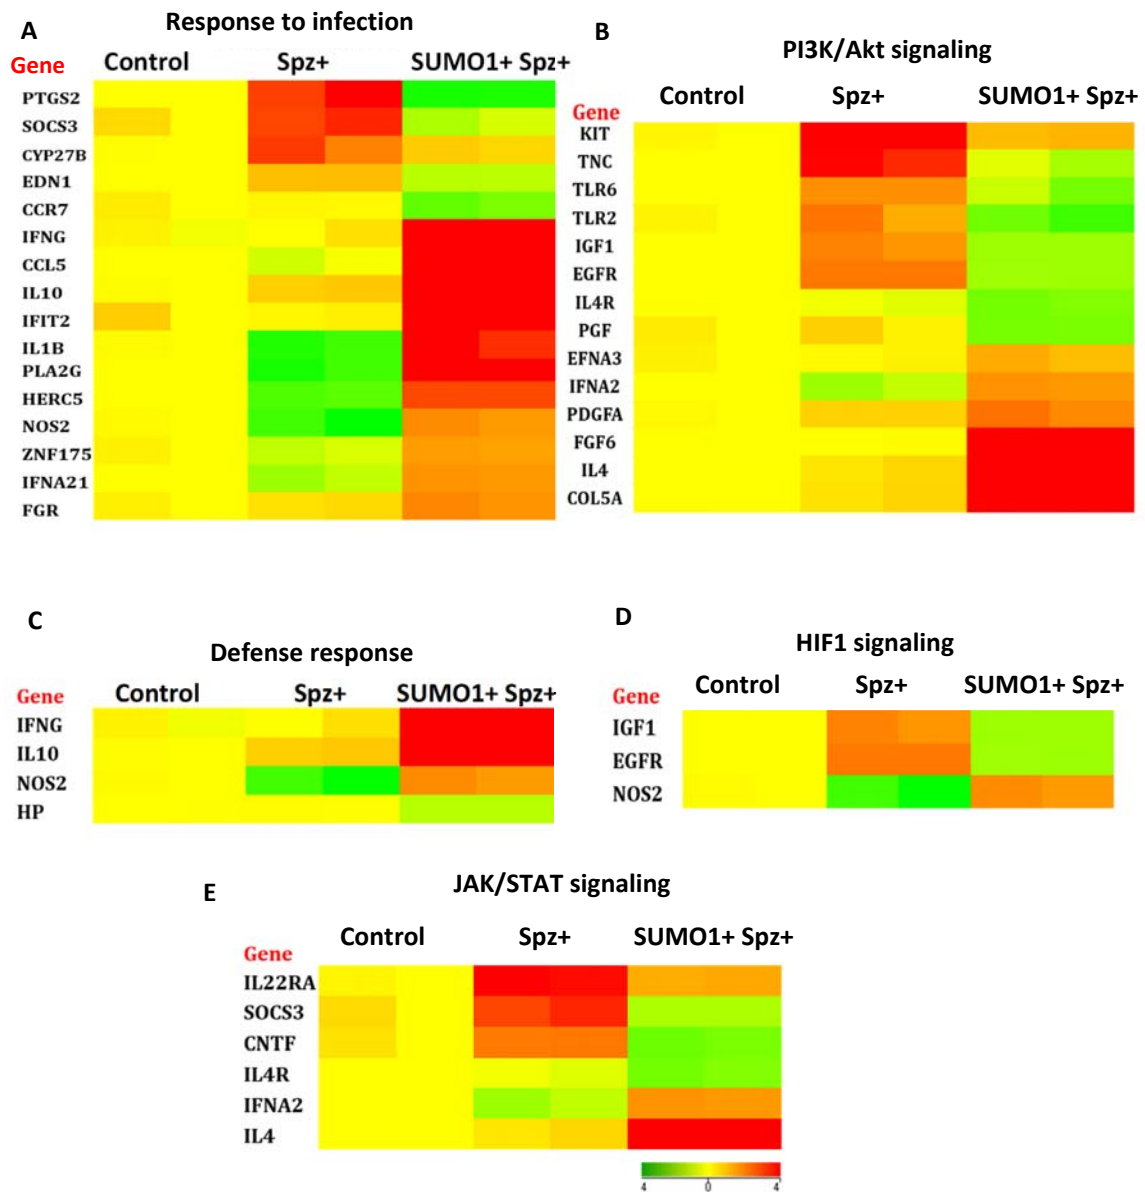 A
Response to infection
Gene
Control Spz+ SUMO1+ Spz+
PTGS2
SOCS3
CYP27B
EDN1
CCR7
IFNG
CCL5
IL10
IFIT2
IL1B
PLA2G
HERC5
NOS2
ZNF175
IFNA21
FGR
B
PI3K/Akt signaling
Control Spz+ SUMO1+ Spz+
Gene
KIT
TNC
TLR6
TLR2
IGF1
EGFR
IL4R
PGF
EFNA3
IFNA2
PDGFA
FGF6
IL4
COL5A
C
Defense response
Gene Control Spz+ SUMO1+ Spz+
IFNG
IL10
NOS2
HP
D
HIF1 signaling
Gene Control Spz+ SUMO1+ Spz+
IGF1
EGFR
NOS2
E
JAK/STAT signaling
Control Spz+ SUMO1+ Spz+
Gene
IL22RA
SOCS3
CNTF
IL4R
IFNA2
IL4
4 0 4